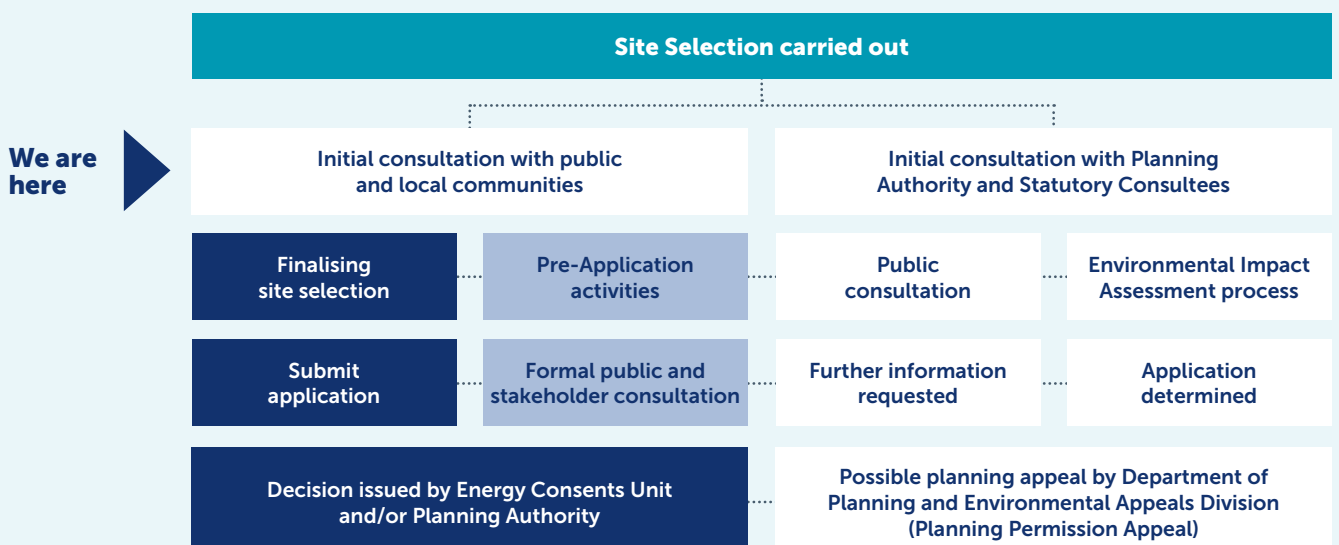 Site Selection carried out
We are
here
Initial consultation with public
and local communities
Initial consultation with Planning
Authority and Statutory Consultees
Finalising
site selection
Pre-Application
activities
Public
consultation
Environmental Impact
Assessment process
Submit
application
Formal public and
stakeholder consultation
Further information
requested
Application
determined
Decision issued by Energy Consents Unit
and/or Planning Authority
Possible planning appeal by Department of
Planning and Environmental Appeals Division
(Planning Permission Appeal)